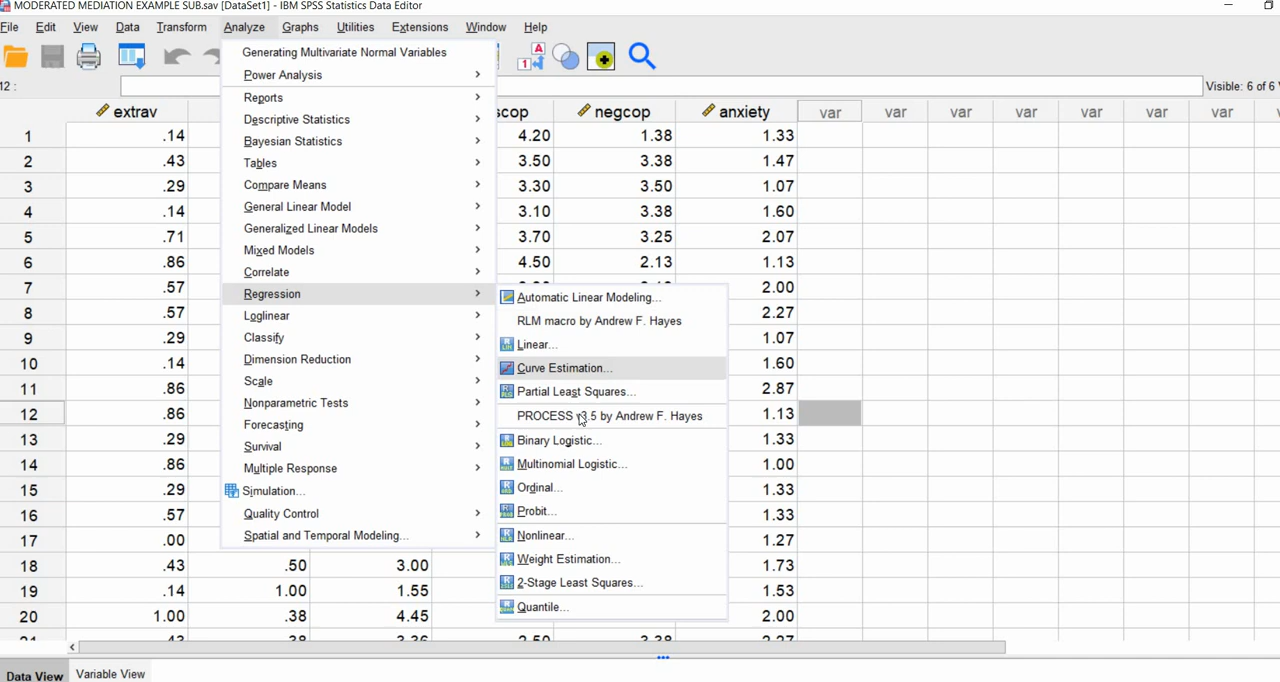 MODERATED MEDIATION EXAMPLE SUB.sav [DataSet1] - IBM SPSS Statistics Data Editor
File Edit View Data Transform Analyze Graphs Utilities Extensions Window Help
12 : Visible: 6 of 6
extrav scop negcop anxiety var var var var var var var
1 .14 4.20 1.38 1.33
2 .43 3.50 3.38 1.47
3 .29 3.30 3.50 1.07
4 .14 3.10 3.38 1.60
5 .71 3.70 3.25 2.07
6 .86 4.50 2.13 1.13
7 .57 2.00
8 .57 2.27
9 .29 1.07
10 .14 1.60
11 .86 2.87
12 .86 1.13
13 .29 1.33
14 .86 1.00
15 .29 1.33
16 .57 1.33
17 .00 1.27
18 .43 .50 3.00 1.73
19 .14 1.00 1.55 1.53
20 1.00 .38 4.45 2.00
21 .43 .38 3.36 2.50 3.38 2.27
Generating Multivariate Normal Variables
Power Analysis
Reports
Descriptive Statistics
Bayesian Statistics
Tables
Compare Means
General Linear Model
Generalized Linear Models
Mixed Models
Correlate
Regression
Loglinear
Classify
Dimension Reduction
Scale
Nonparametric Tests
Forecasting
Survival
Multiple Response
Simulation...
Quality Control
Spatial and Temporal Modeling...
Automatic Linear Modeling...
RLM macro by Andrew F. Hayes
Linear...
Curve Estimation...
Partial Least Squares...
PROCESS v3.5 by Andrew F. Hayes
Binary Logistic...
Multinomial Logistic...
Ordinal...
Probit...
Nonlinear...
Weight Estimation...
2-Stage Least Squares...
Quantile...
Data View Variable View